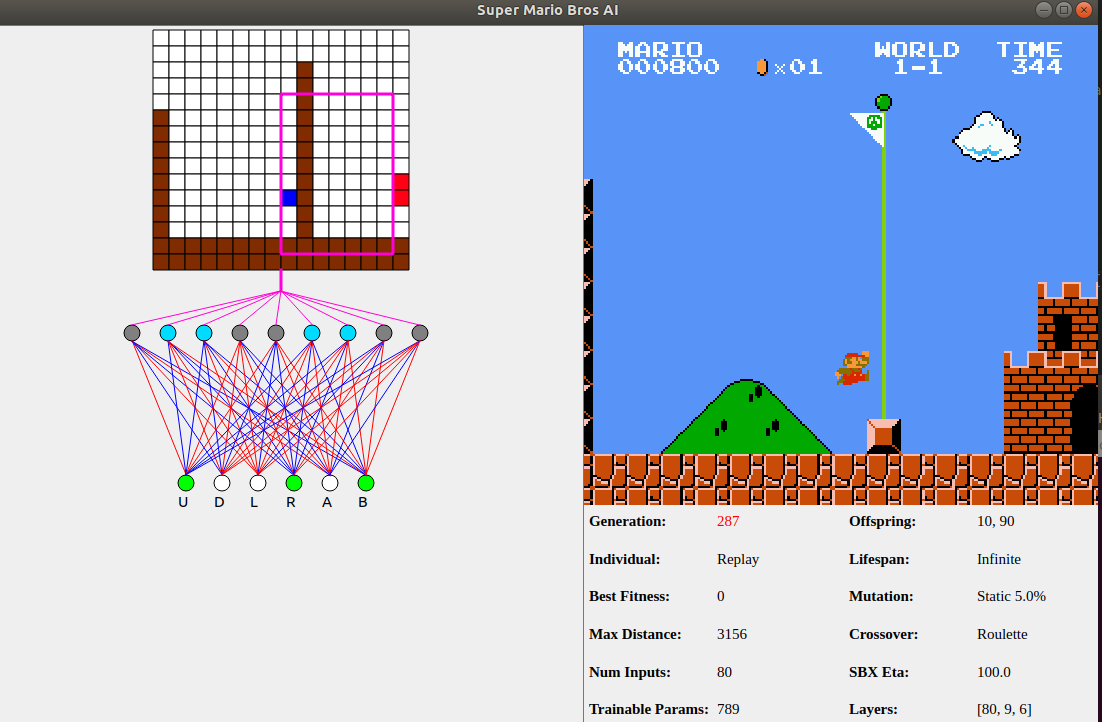 Super Mario Bros AI
MARIO WORLD TIME
000800 ×01 1-1 344
U D L R A B
Generation: 287 Offspring: 10, 90
Individual: Replay Lifespan: Infinite
Best Fitness: 0 Mutation: Static 5.0%
Max Distance: 3156 Crossover: Roulette
Num Inputs: 80 SBX Eta: 100.0
Trainable Params: 789 Layers: [80, 9, 6]